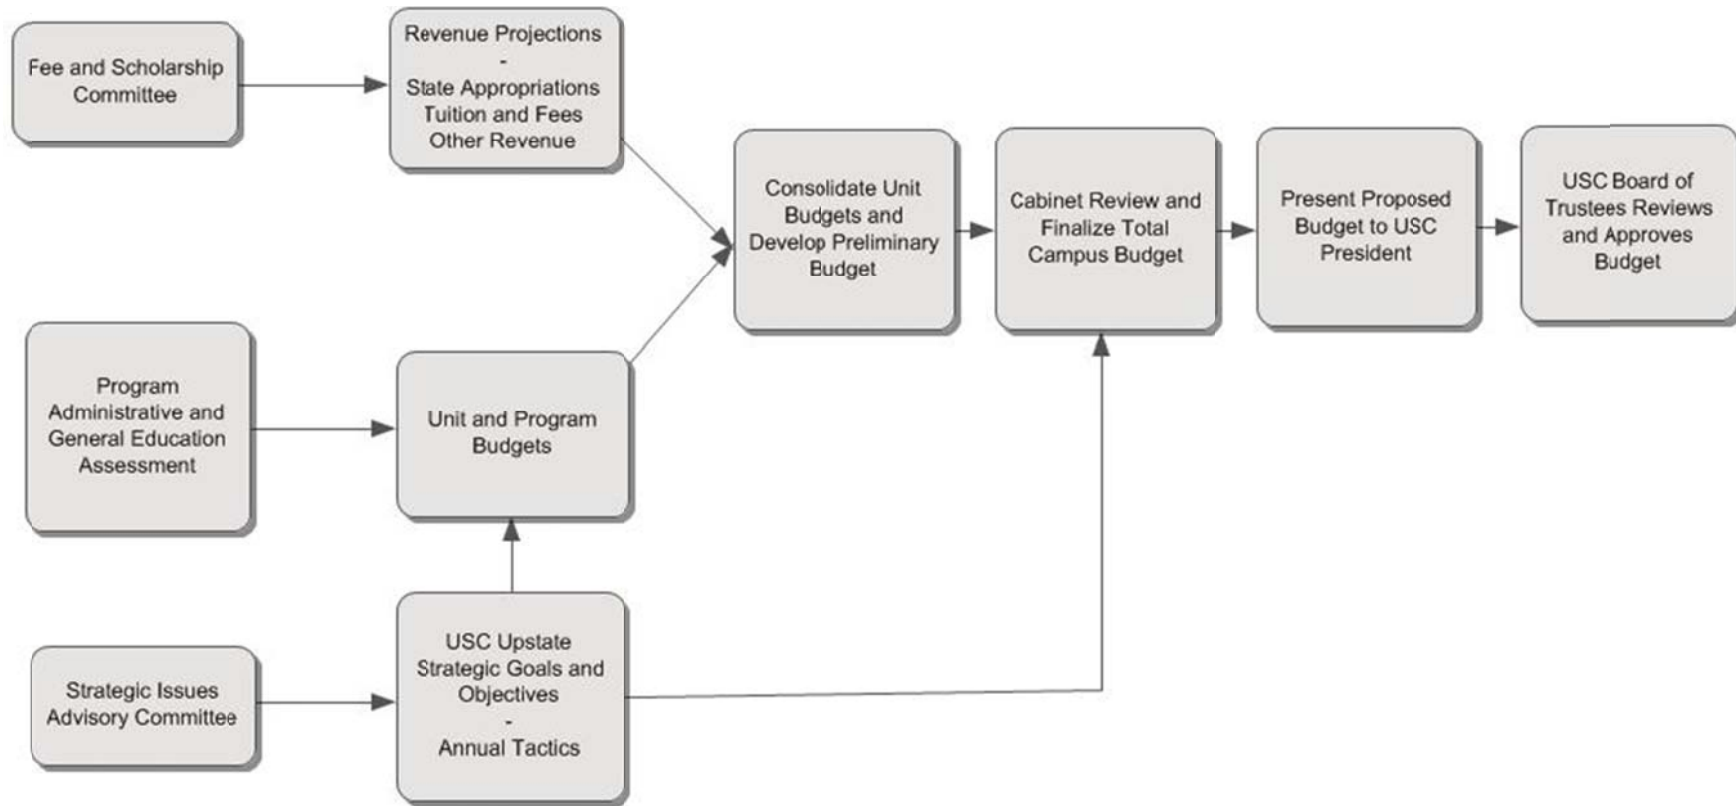 Fee and Scholarship
Committee
Revenue Projections
-
State Appropriations
Tuition and Fees
Other Revenue
Consolidate Unit
Budgets and
Develop Preliminary
Budget
Cabinet Review and
Finalize Total
Campus Budget
Present Proposed
Budget to USC
President
USC Board of
Trustees Reviews
and Approves
Budget
Program
Administrative and
General Education
Assessment
Unit and Program
Budgets
Strategic Issues
Advisory Committee
USC Upstate
Strategic Goals and
Objectives
-
Annual Tactics